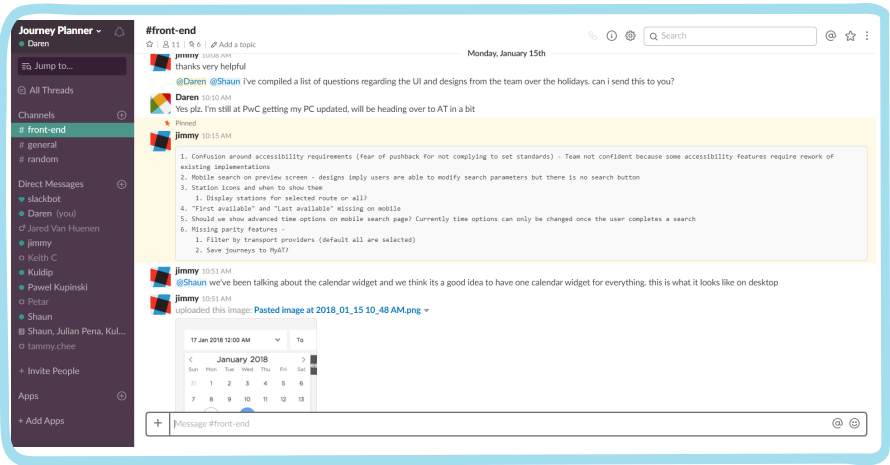 Journey Planner
Daren
Jump to...
All Threads
Channels
# front-end
# general
# random
Direct Messages
slackbot
Daren (you)
Jared Van Huenen
jimmy
Keith C
Kuldip
Pawel Kupinski
Petar
Shaun
Shaun, Julian Pena, Kul...
tammy.chee
+ Invite People
Apps
+ Add Apps
#front-end
11 | 6 | Add a topic
Search
Monday, January 15th
jimmy 10:08 AM
thanks very helpful
@Daren @Shaun i've compiled a list of questions regarding the UI and designs from the team over the holidays. can i send this to you?
Daren 10:10 AM
Yes plz. I'm still at PwC getting my PC updated, will be heading over to AT in a bit
Pinned
jimmy 10:15 AM
1. Confusion around accessibility requirements (fear of pushback for not complying to set standards) - Team not confident because some accessibility features require rework of
existing implementations
2. Mobile search on preview screen - designs imply users are able to modify search parameters but there is no search button
3. Station icons and when to show them
1. Display stations for selected route or all?
4. "First available" and "Last available" missing on mobile
5. Should we show advanced time options on mobile search page? Currently time options can only be changed once the user completes a search
6. Missing parity features -
1. Filter by transport providers (default all are selected)
2. Save journeys to MyAT?
jimmy 10:51 AM
@Shaun we've been talking about the calendar widget and we think its a good idea to have one calendar widget for everything. this is what it looks like on desktop
jimmy 10:51 AM
uploaded this image: Pasted image at 2018_01_15 10_48 AM.png
17 Jan 2018 12:00 AM To
January 2018
Sun Mon Tue Wed Thu Fri Sat
31 1 2 3 4 5 6
7 8 9 10 11 12 13
Message #front-end